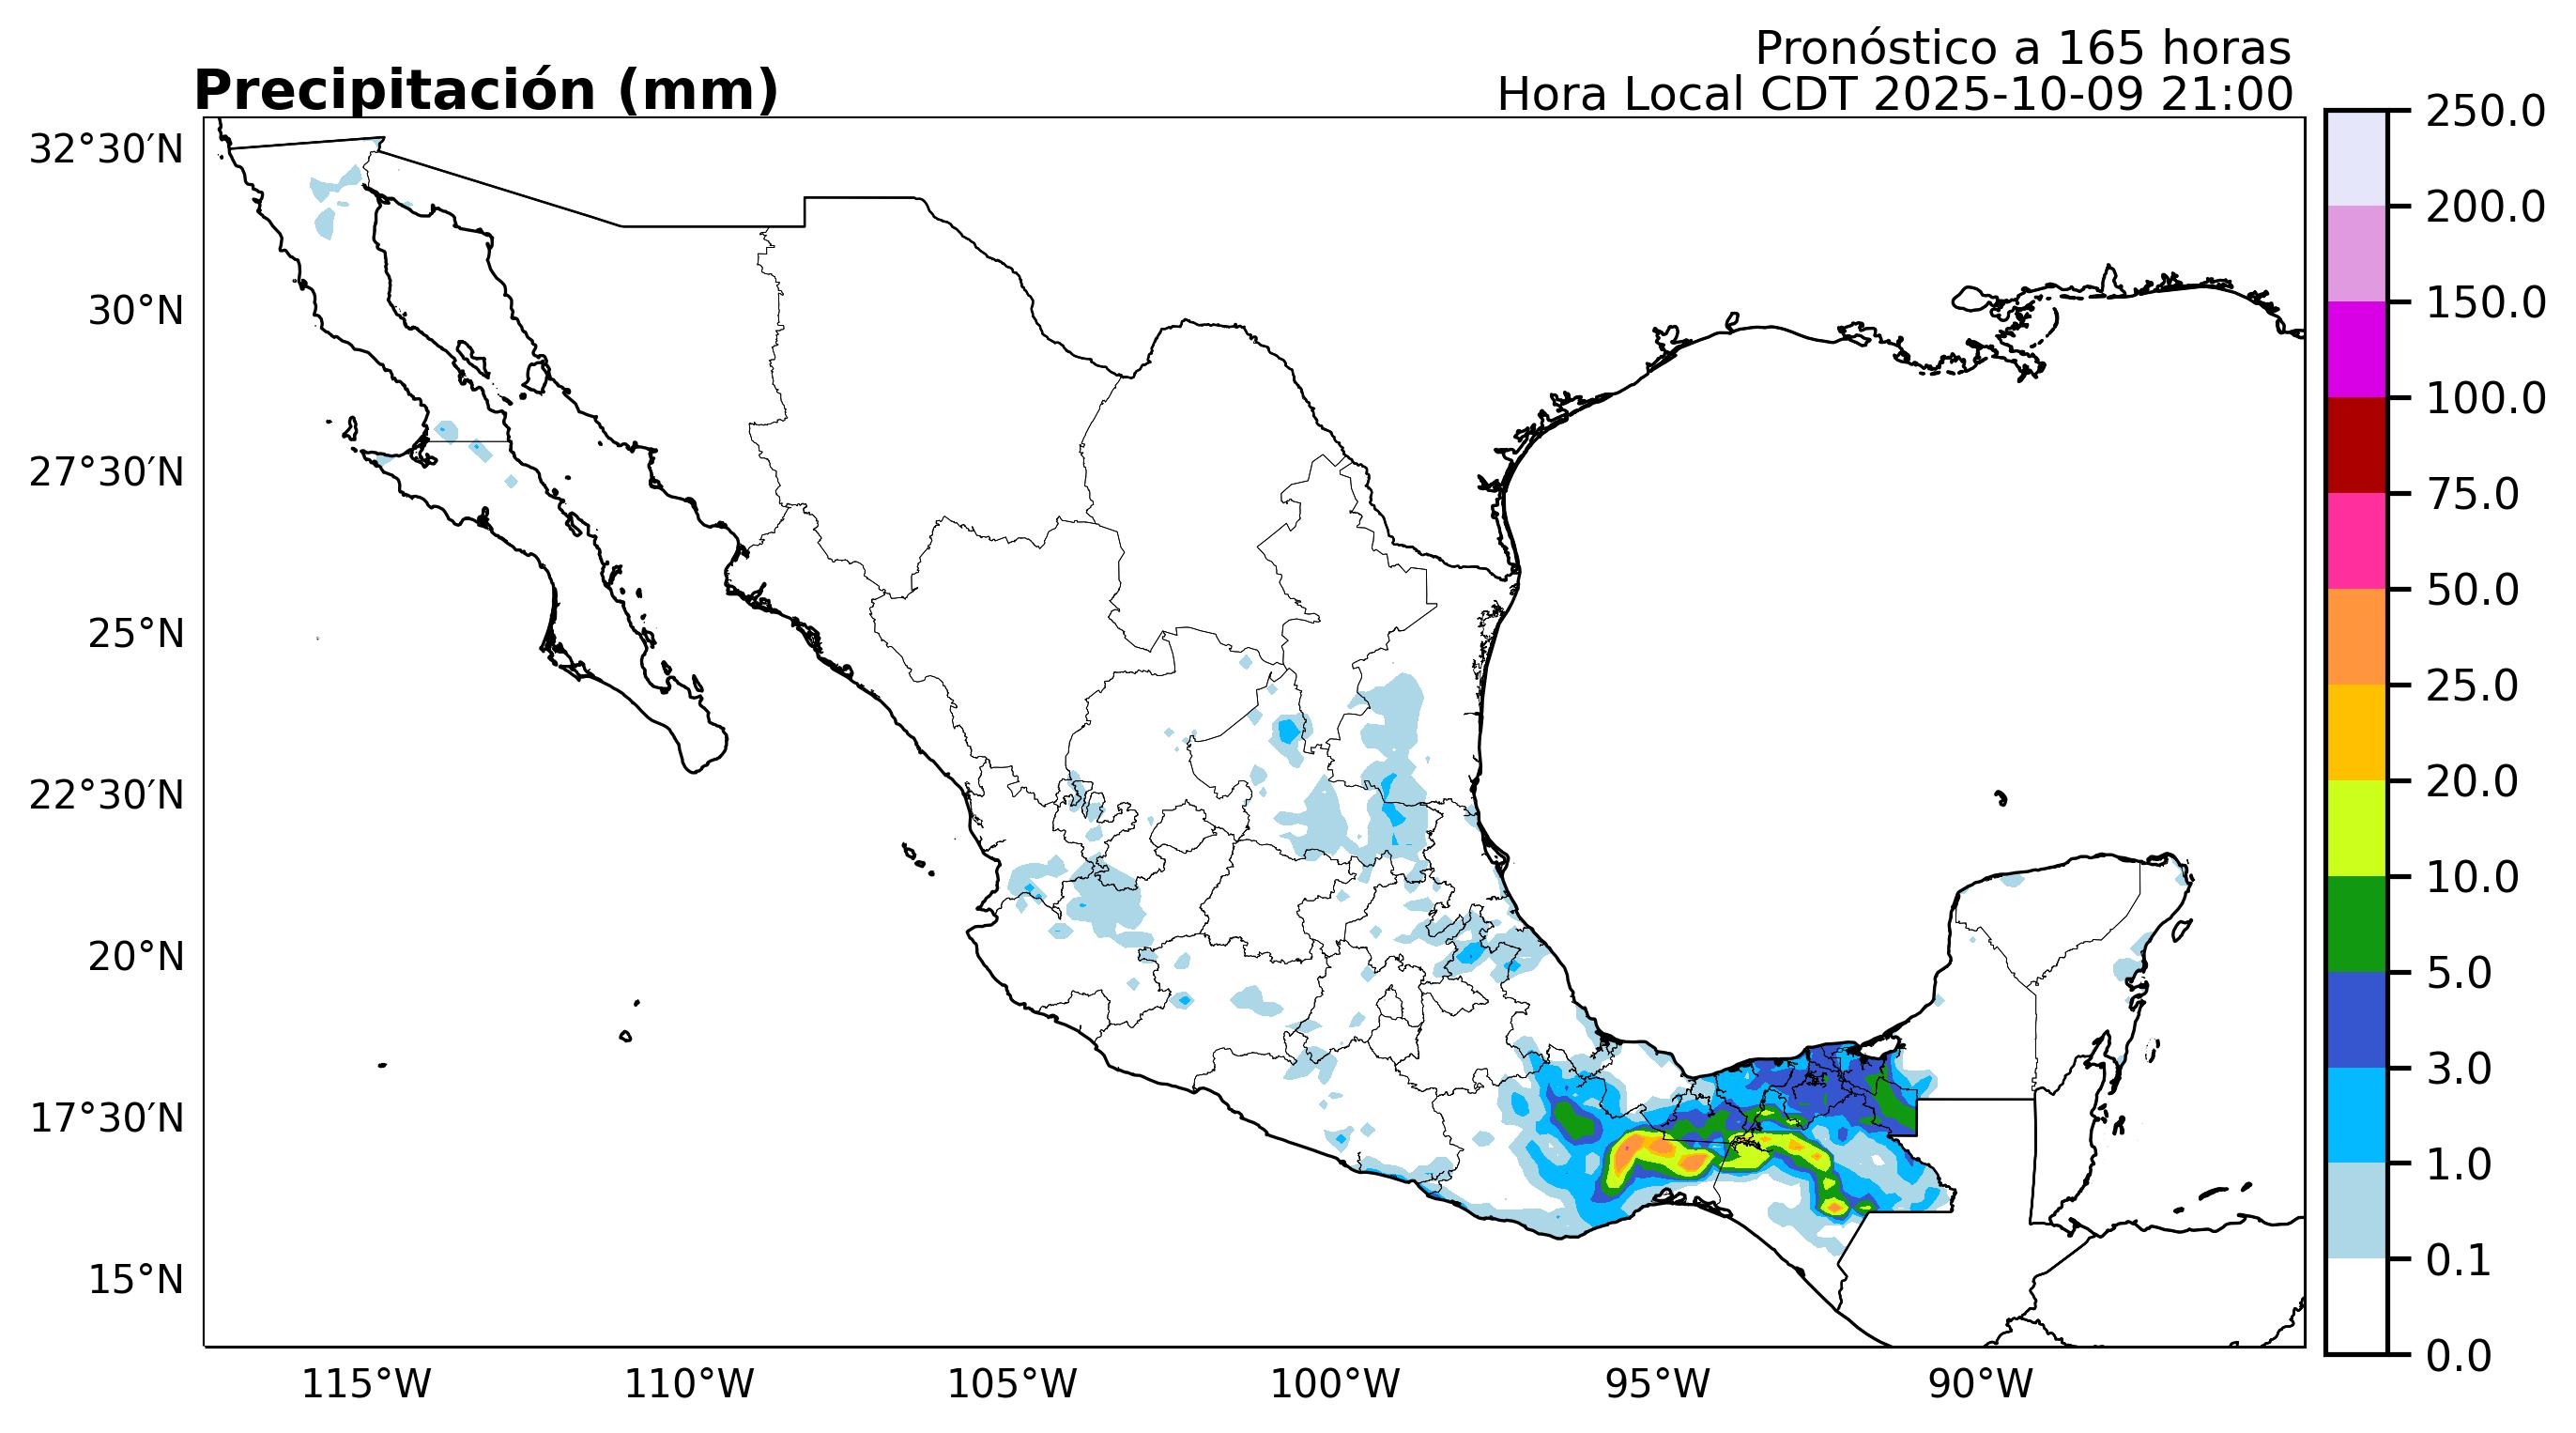 Pronóstico a 165 horas
Precipitación (mm)
Hora Local CDT 2025-10-09 21:00
32°30′N
30°N
27°30′N
25°N
22°30′N
20°N
17°30′N
15°N
115°W
110°W
105°W
100°W
95°W
90°W
250.0
200.0
150.0
100.0
75.0
50.0
25.0
20.0
10.0
5.0
3.0
1.0
0.1
0.0